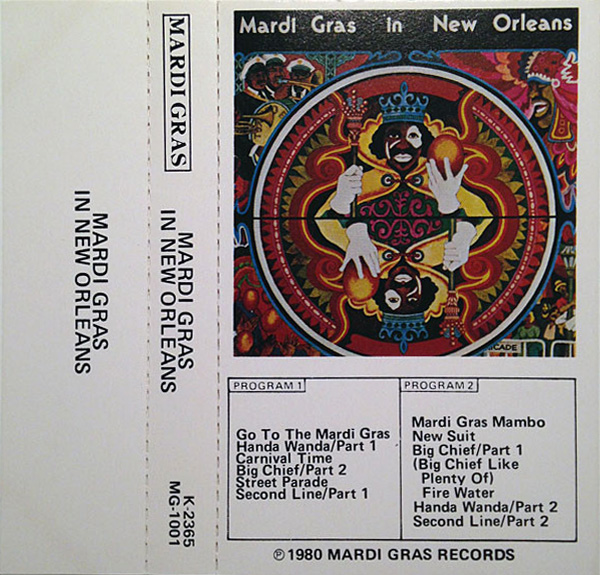 MARDI GRAS
IN NEW ORLEANS
MARDI GRAS
MARDI GRAS
IN NEW ORLEANS
K-2365
MG-1001
Mardi Gras in New Orleans
CADE
PROGRAM 1
Go To The Mardi Gras
Handa Wanda/Part 1
Carnival Time
Big Chief/Part 2
Street Parade
Second Line/Part 1
PROGRAM 2
Mardi Gras Mambo
New Suit
Big Chief/Part 1
(Big Chief Like
Plenty Of)
Fire Water
Handa Wanda/Part 2
Second Line/Part 2
℗ 1980 MARDI GRAS RECORDS